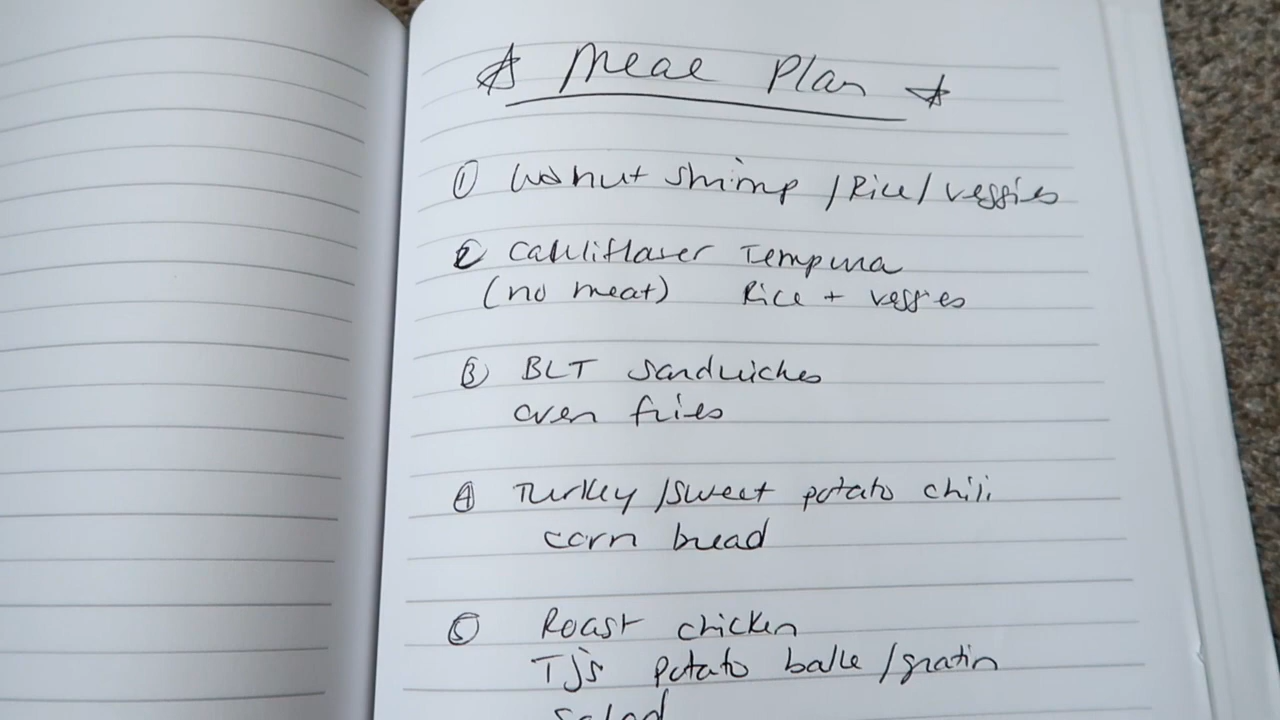 ☆ Meal Plan ☆
① Walnut shrimp / Rice / veggies
② Cauliflower Tempura
(no meat) Rice + veggies
③ BLT sandwiches
oven fries
④ Turkey / sweet potato chili
corn bread
⑤ Roast chicken
TJ's potato bake / gratin
salad